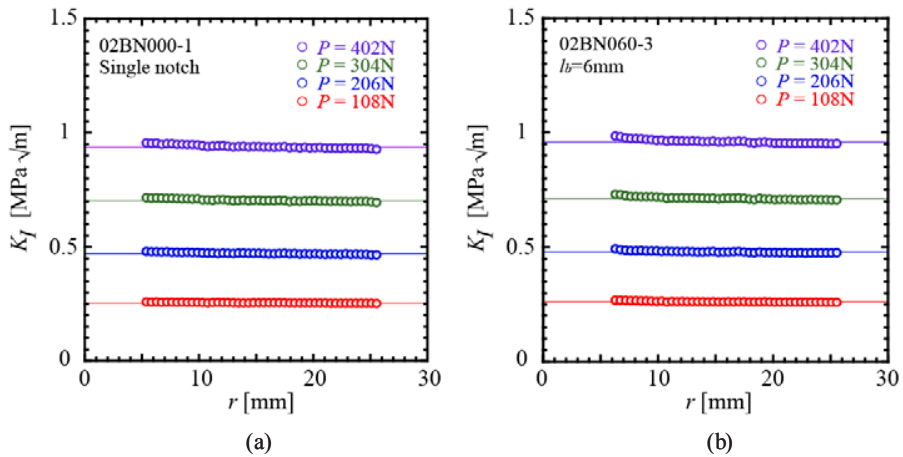 1.5
02BN000-1
Single notch
P = 402N
P = 304N
P = 206N
P = 108N
1
0.5
0
K_I [MPa √m]
0
10
20
30
r [mm]
(a)
1.5
02BN060-3
l_b=6mm
P = 402N
P = 304N
P = 206N
P = 108N
1
0.5
0
K_I [MPa √m]
0
10
20
30
r [mm]
(b)